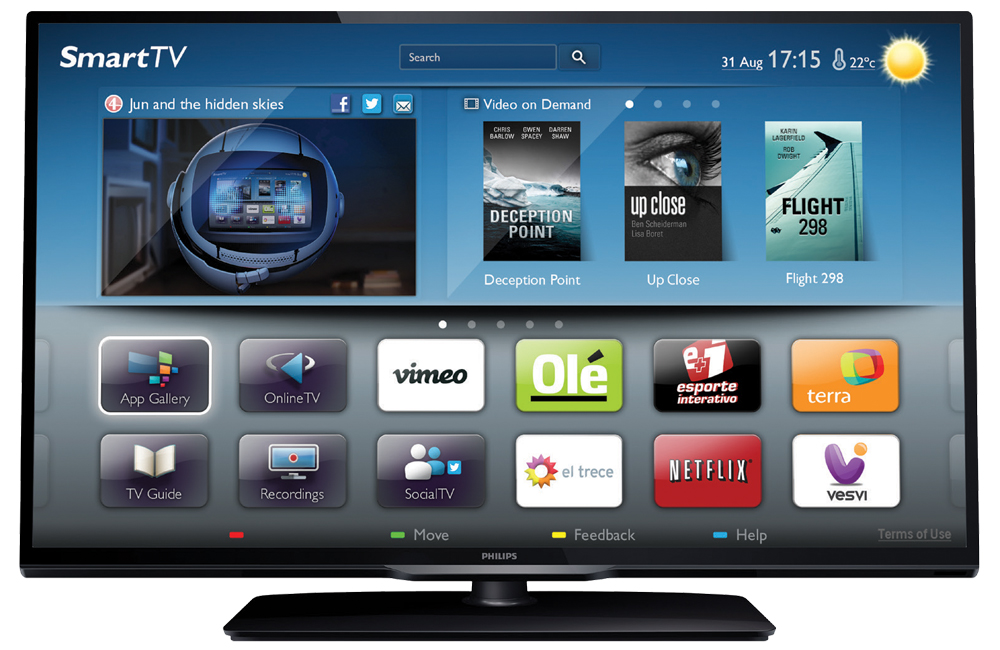 SmartTV
Search
31 Aug 17:15 22°c
4 Jun and the hidden skies
f
Video on Demand
CHRIS BARLOW OWEN SPACEY DARREN SHAW
DECEPTION
POINT
up close
Ben Scheiderman
Lisa Boret
KARIN
LAGERFIELD
ROB
DWIGHT
FLIGHT
298
Deception Point
Up Close
Flight 298
App Gallery
OnlineTV
vimeo
Olé
e+i
esporte
interativo
terra
TV Guide
Recordings
SocialTV
el trece
NETFLIX
vesvi
Move
Feedback
Help
Terms of Use
PHILIPS